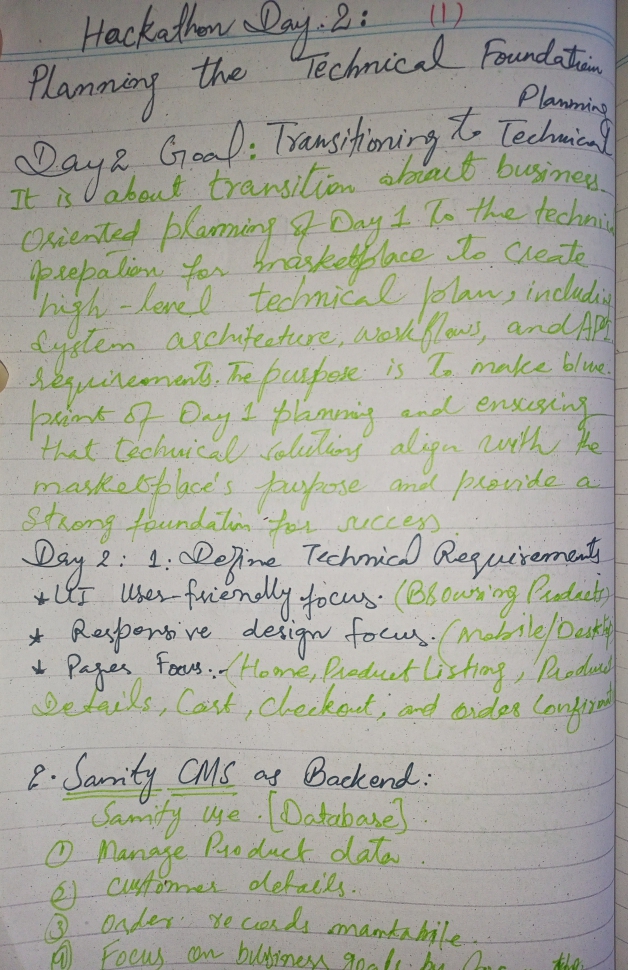 Hackathon Day. 2: (1)
Planning the Technical Foundation
Planning
Day 2 Goal: Transitioning to Technical
It is about transition about business
Oriented planning of Day 1 To the techni
prepation for marketplace to create
high-level technical plan, includin
System architecture, workflows, and API
requirements. The purpose is To make blue
print of Day 1 planning and ensuring
that technical solutions align with the
marketplace's purpose and provide a
Strong foundation for success
Day 2: 1: Define Technical Requirements
* UI User-friendly focus. (Browsing Products)
* Responsive design focus. (Mobile/Deskto
* Pages Focus:- (Home, Product Listing, Produc
Details, Cart, Checkout, and order Confirmat
2. Sanity CMS as Backend:
Sanity use [Database]
① Manage Product data
② Customer details.
③ Order records
④ Focus on business goals by the